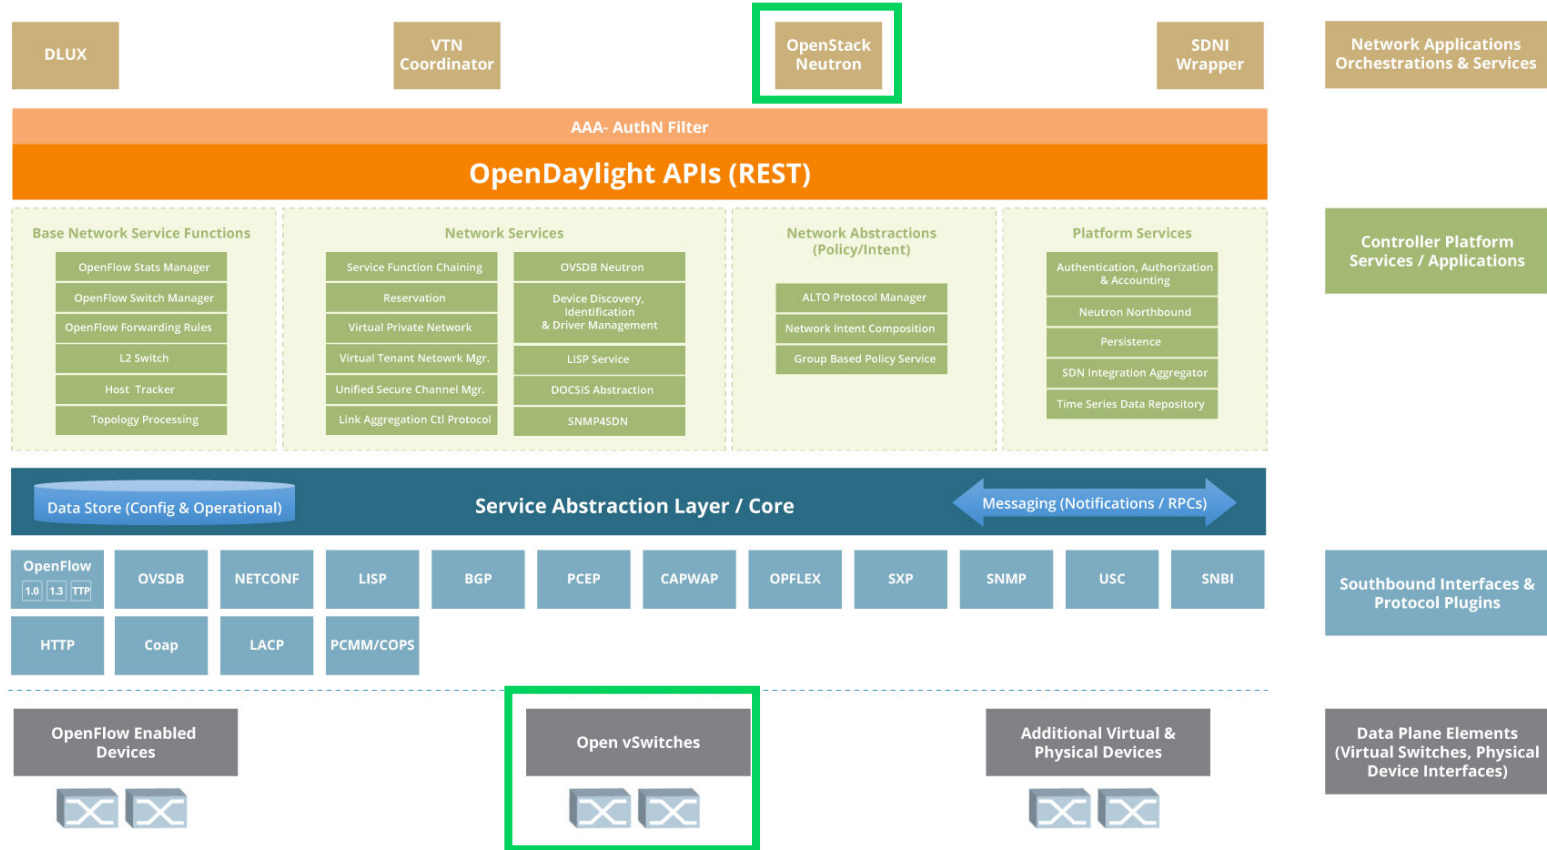 DLUX
VTN
Coordinator
OpenStack
Neutron
SDNI
Wrapper
Network Applications
Orchestrations & Services
AAA- AuthN Filter
OpenDaylight APIs (REST)
Base Network Service Functions
OpenFlow Stats Manager
OpenFlow Switch Manager
OpenFlow Forwarding Rules
L2 Switch
Host Tracker
Topology Processing
Network Services
Service Function Chaining
Reservation
Virtual Private Network
Virtual Tenant Netowrk Mgr.
Unified Secure Channel Mgr.
Link Aggregation Ctl Protocol
OVSDB Neutron
Device Discovery,
Identification
& Driver Management
LISP Service
DOCSIS Abstraction
SNMP4SDN
Network Abstractions
(Policy/Intent)
ALTO Protocol Manager
Network Intent Composition
Group Based Policy Service
Platform Services
Authentication, Authorization
& Accounting
Neutron Northbound
Persistence
SDN Integration Aggregator
Time Series Data Repository
Controller Platform
Services / Applications
Data Store (Config & Operational)
Service Abstraction Layer / Core
Messaging (Notifications / RPCs)
OpenFlow
1.0 1.3 TTP
OVSDB
NETCONF
LISP
BGP
PCEP
CAPWAP
OPFLEX
SXP
SNMP
USC
SNBI
Southbound Interfaces &
Protocol Plugins
HTTP
Coap
LACP
PCMM/COPS
OpenFlow Enabled
Devices
Open vSwitches
Additional Virtual &
Physical Devices
Data Plane Elements
(Virtual Switches, Physical
Device Interfaces)